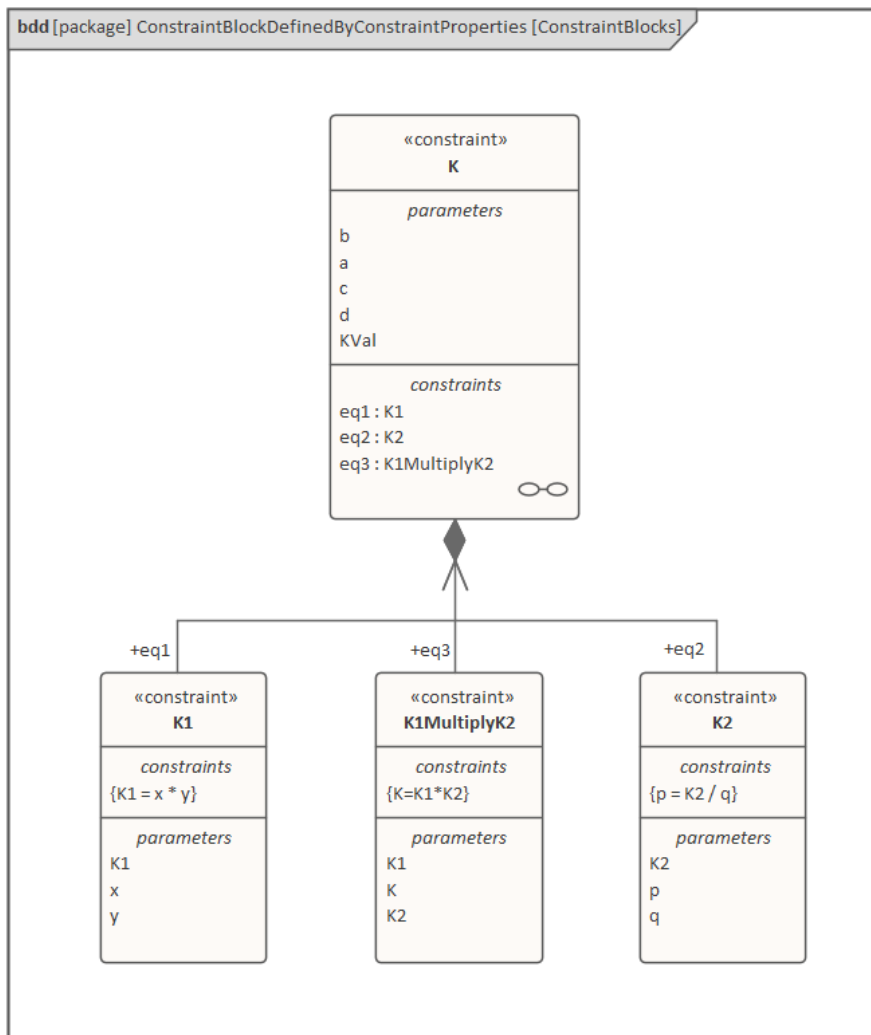 bdd [package] ConstraintBlockDefinedByConstraintProperties [ConstraintBlocks]
«constraint»
K
parameters
b
a
c
d
KVal
constraints
eq1 : K1
eq2 : K2
eq3 : K1MultiplyK2
+eq1
+eq3
+eq2
«constraint»
K1
constraints
{K1 = x * y}
parameters
K1
x
y
«constraint»
K1MultiplyK2
constraints
{K=K1*K2}
parameters
K1
K
K2
«constraint»
K2
constraints
{p = K2 / q}
parameters
K2
p
q